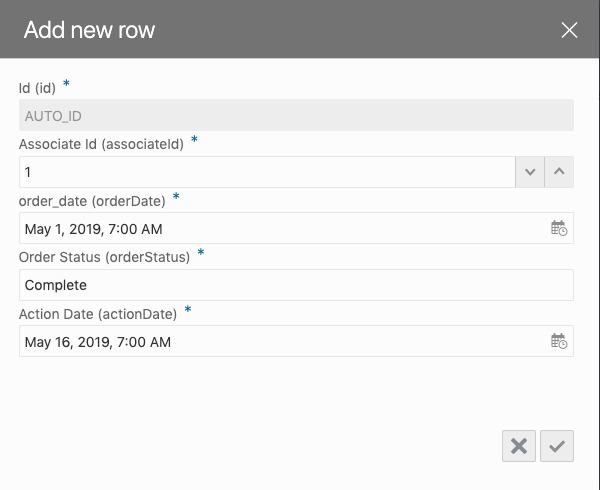 Add new row
Id (id) *
AUTO_ID
Associate Id (associateId) *
1
order_date (orderDate) *
May 1, 2019, 7:00 AM
Order Status (orderStatus) *
Complete
Action Date (actionDate) *
May 16, 2019, 7:00 AM